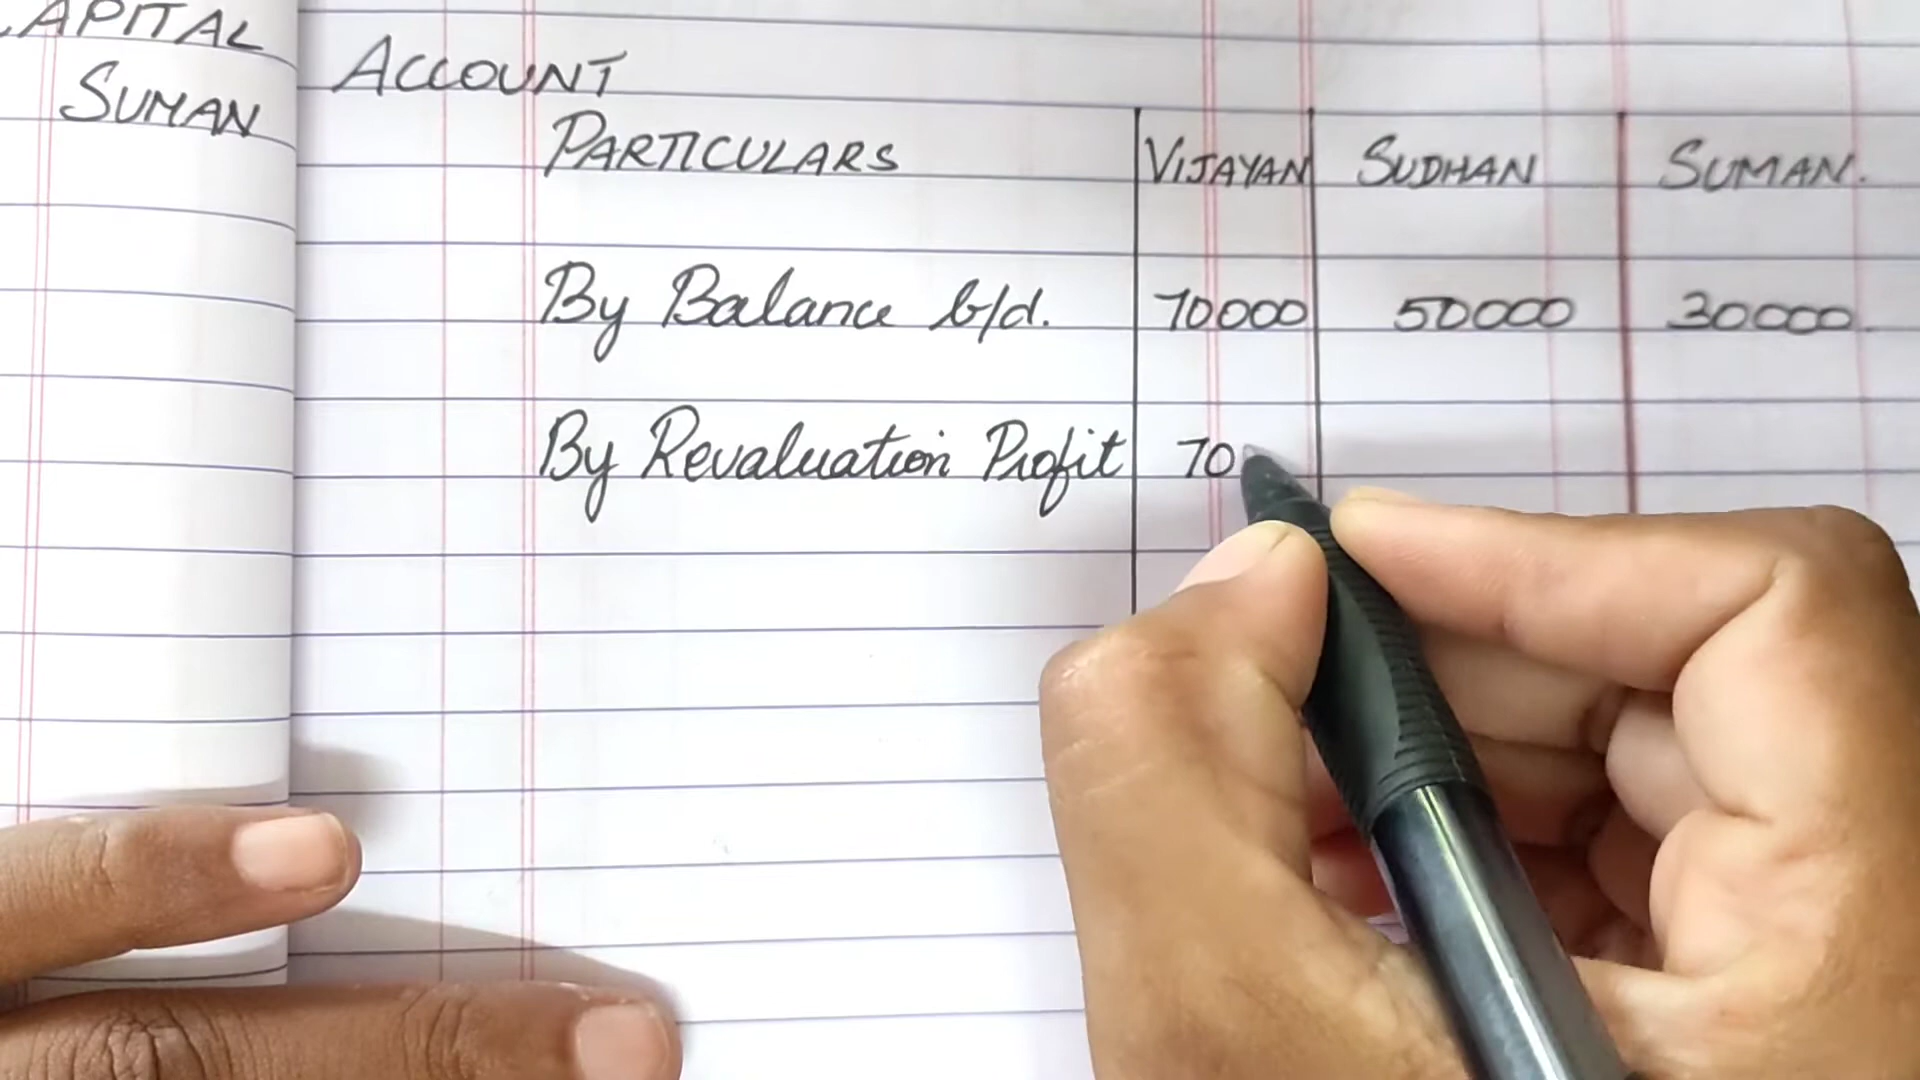 APITAL ACCOUNT
SUMAN PARTICULARS VIJAYAN SUDHAN SUMAN.
By Balance b/d. 70000 50000 30000.
By Revaluation Profit 70